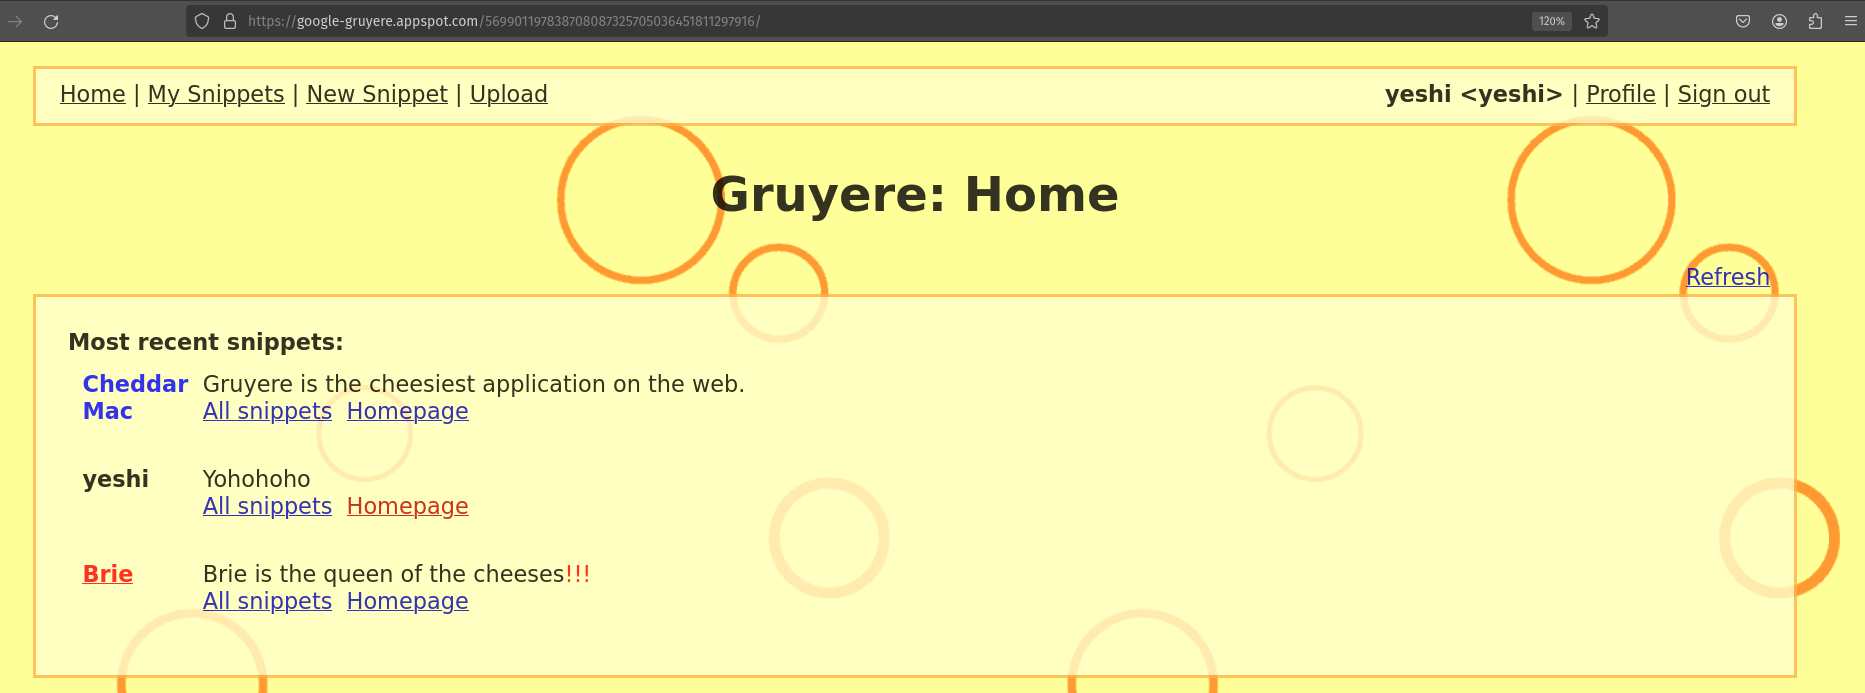 https://google-gruyere.appspot.com/569901197838708087325705036451811297916/
120%
Home | My Snippets | New Snippet | Upload
yeshi <yeshi> | Profile | Sign out
Gruyere: Home
Refresh
Most recent snippets:
Cheddar Mac
Gruyere is the cheesiest application on the web.
All snippets Homepage
yeshi
Yohohoho
All snippets Homepage
Brie
Brie is the queen of the cheeses!!!
All snippets Homepage